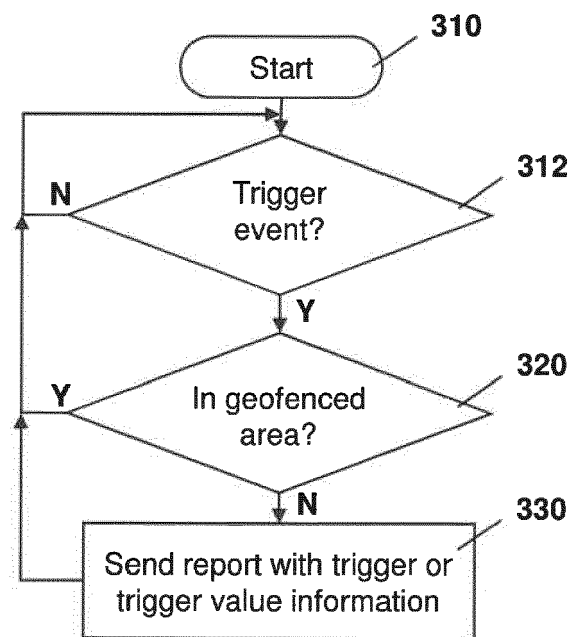 310
Start
312
N
Trigger
event?
Y
320
Y
In geofenced
area?
N
330
Send report with trigger or
trigger value information